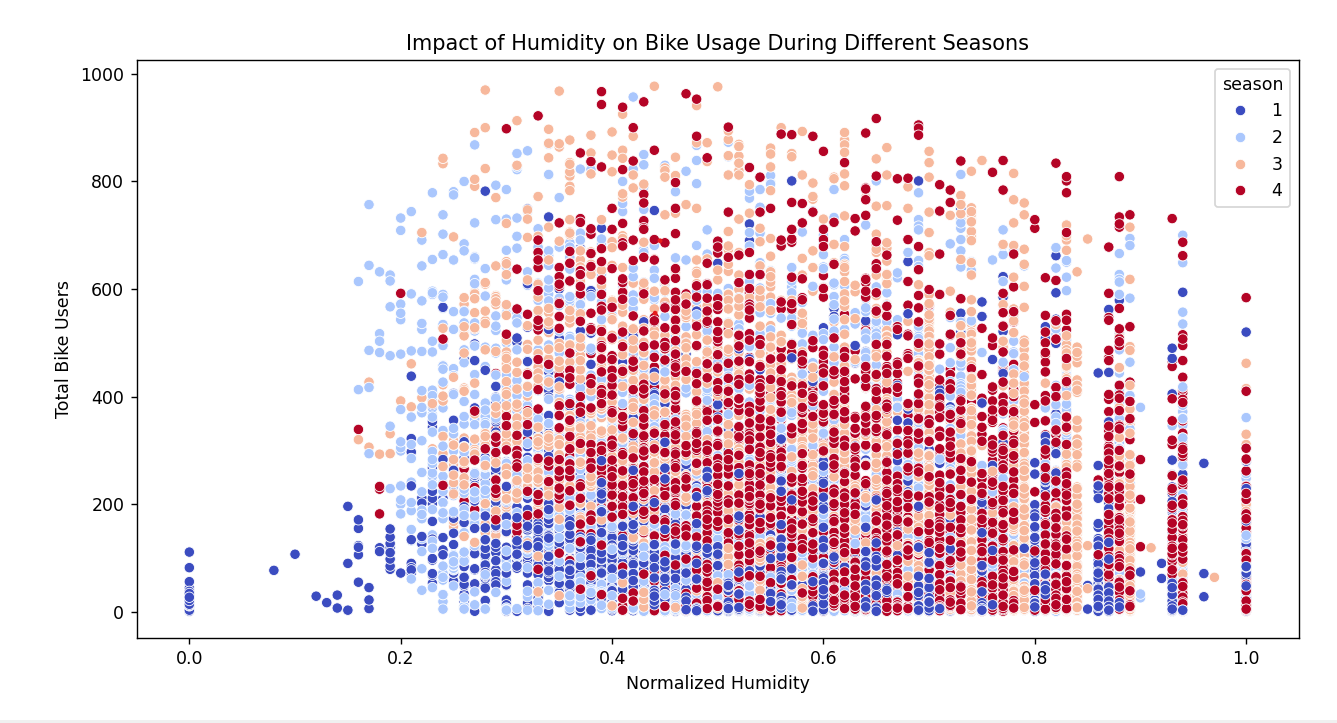 Impact of Humidity on Bike Usage During Different Seasons
1000
800
600
400
200
0
Total Bike Users
season
1
2
3
4
0.0 0.2 0.4 0.6 0.8 1.0
Normalized Humidity